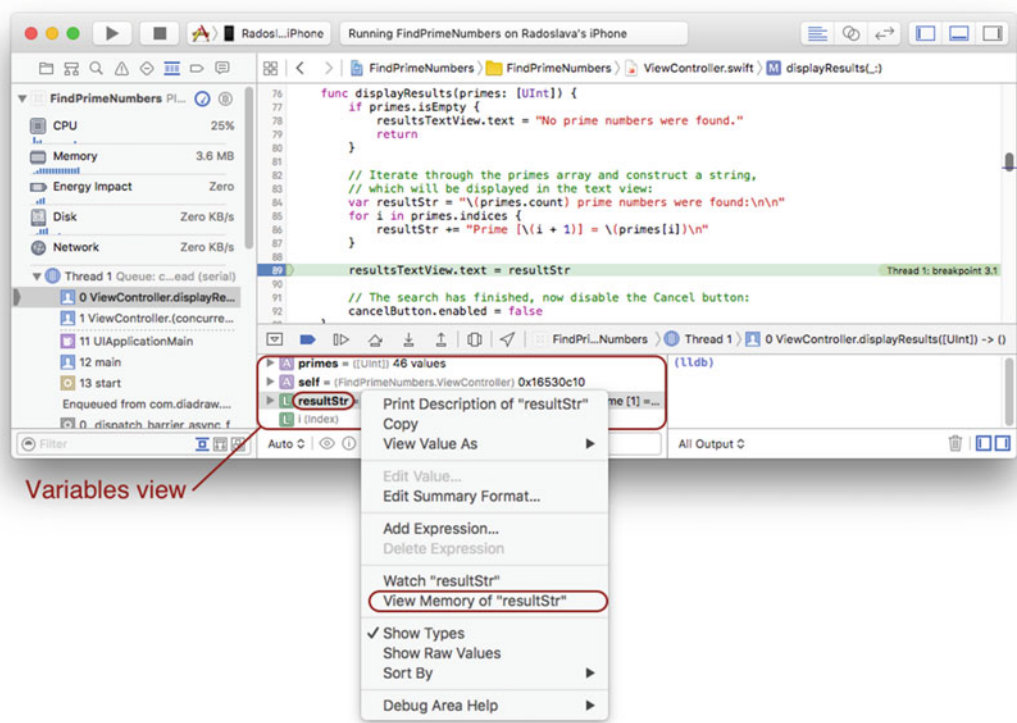 Radosl...iPhone
Running FindPrimeNumbers on Radoslava's iPhone
FindPrimeNumbers
FindPrimeNumbers
ViewController.swift
M displayResults(_:)
FindPrimeNumbers PI...
CPU 25%
Memory 3.6 MB
Energy Impact Zero
Disk Zero KB/s
Network Zero KB/s
Thread 1 Queue: c...ead (serial)
0 ViewController.displayRe...
1 ViewController.(concurre...
11 UIApplicationMain
12 main
13 start
Enqueued from com.diadraw....
0 _dispatch_barrier_async_f
Filter
76 func displayResults(primes: [UInt]) {
77 if primes.isEmpty {
78 resultsTextView.text = "No prime numbers were found."
79 return
80 }
81
82 // Iterate through the primes array and construct a string,
83 // which will be displayed in the text view:
84 var resultStr = "\(primes.count) prime numbers were found:\n\n"
85 for i in primes.indices {
86 resultStr += "Prime [\(i + 1)] = \(primes[i])\n"
87 }
88
89 resultsTextView.text = resultStr Thread 1: breakpoint 3.1
90
91 // The search has finished, now disable the Cancel button:
92 cancelButton.enabled = false
FindPri...Numbers
Thread 1
0 ViewController.displayResults([UInt]) -> ()
A primes = ([UInt]) 46 values
A self = (FindPrimeNumbers.ViewController) 0x16530c10
L resultStr = me [1] =...
L i (Index)
Auto
(lldb)
All Output
Variables view
Print Description of "resultStr"
Copy
View Value As
Edit Value...
Edit Summary Format...
Add Expression...
Delete Expression
Watch "resultStr"
View Memory of "resultStr"
✓ Show Types
Show Raw Values
Sort By
Debug Area Help